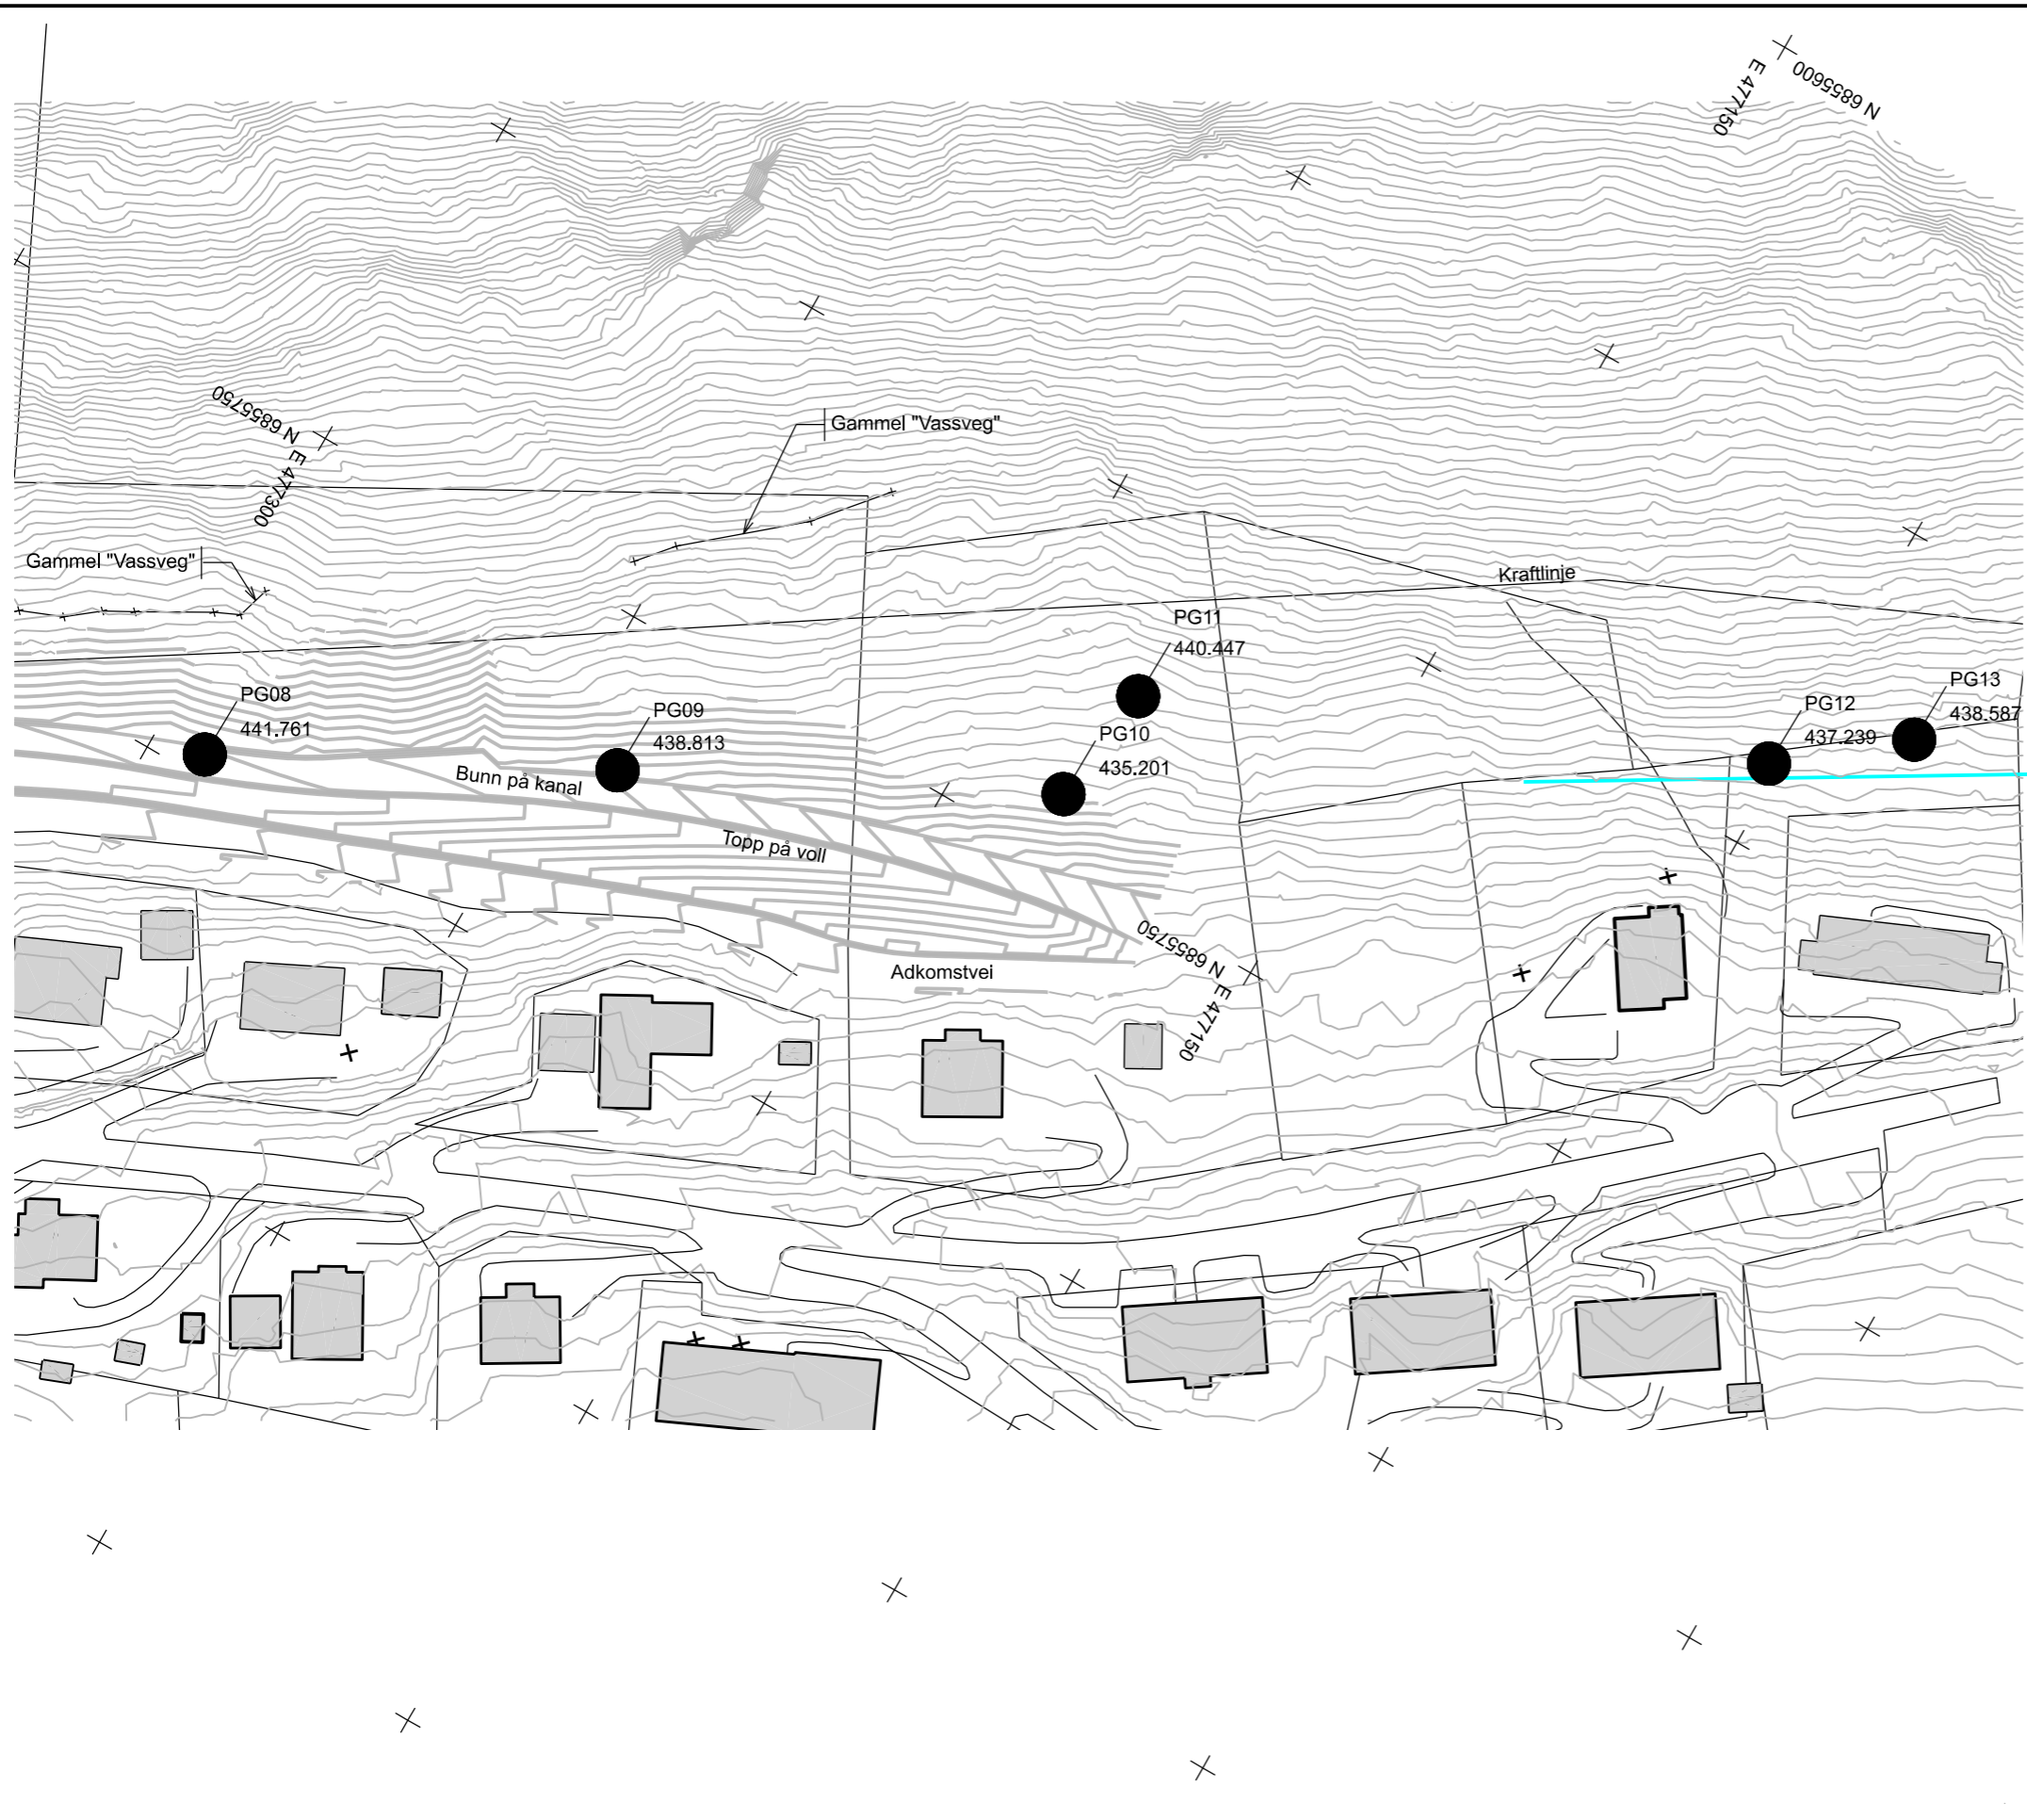 E 477150
N 6855600
N 6855750
E 477300
Gammel "Vassveg"
Gammel "Vassveg"
Kraftlinje
PG11
440.447
PG08
441.761
PG09
438.813
PG10
435.201
PG12
437.239
PG13
438.587
Bunn på kanal
Topp på voll
Adkomstvei
N 6855750
E 477150